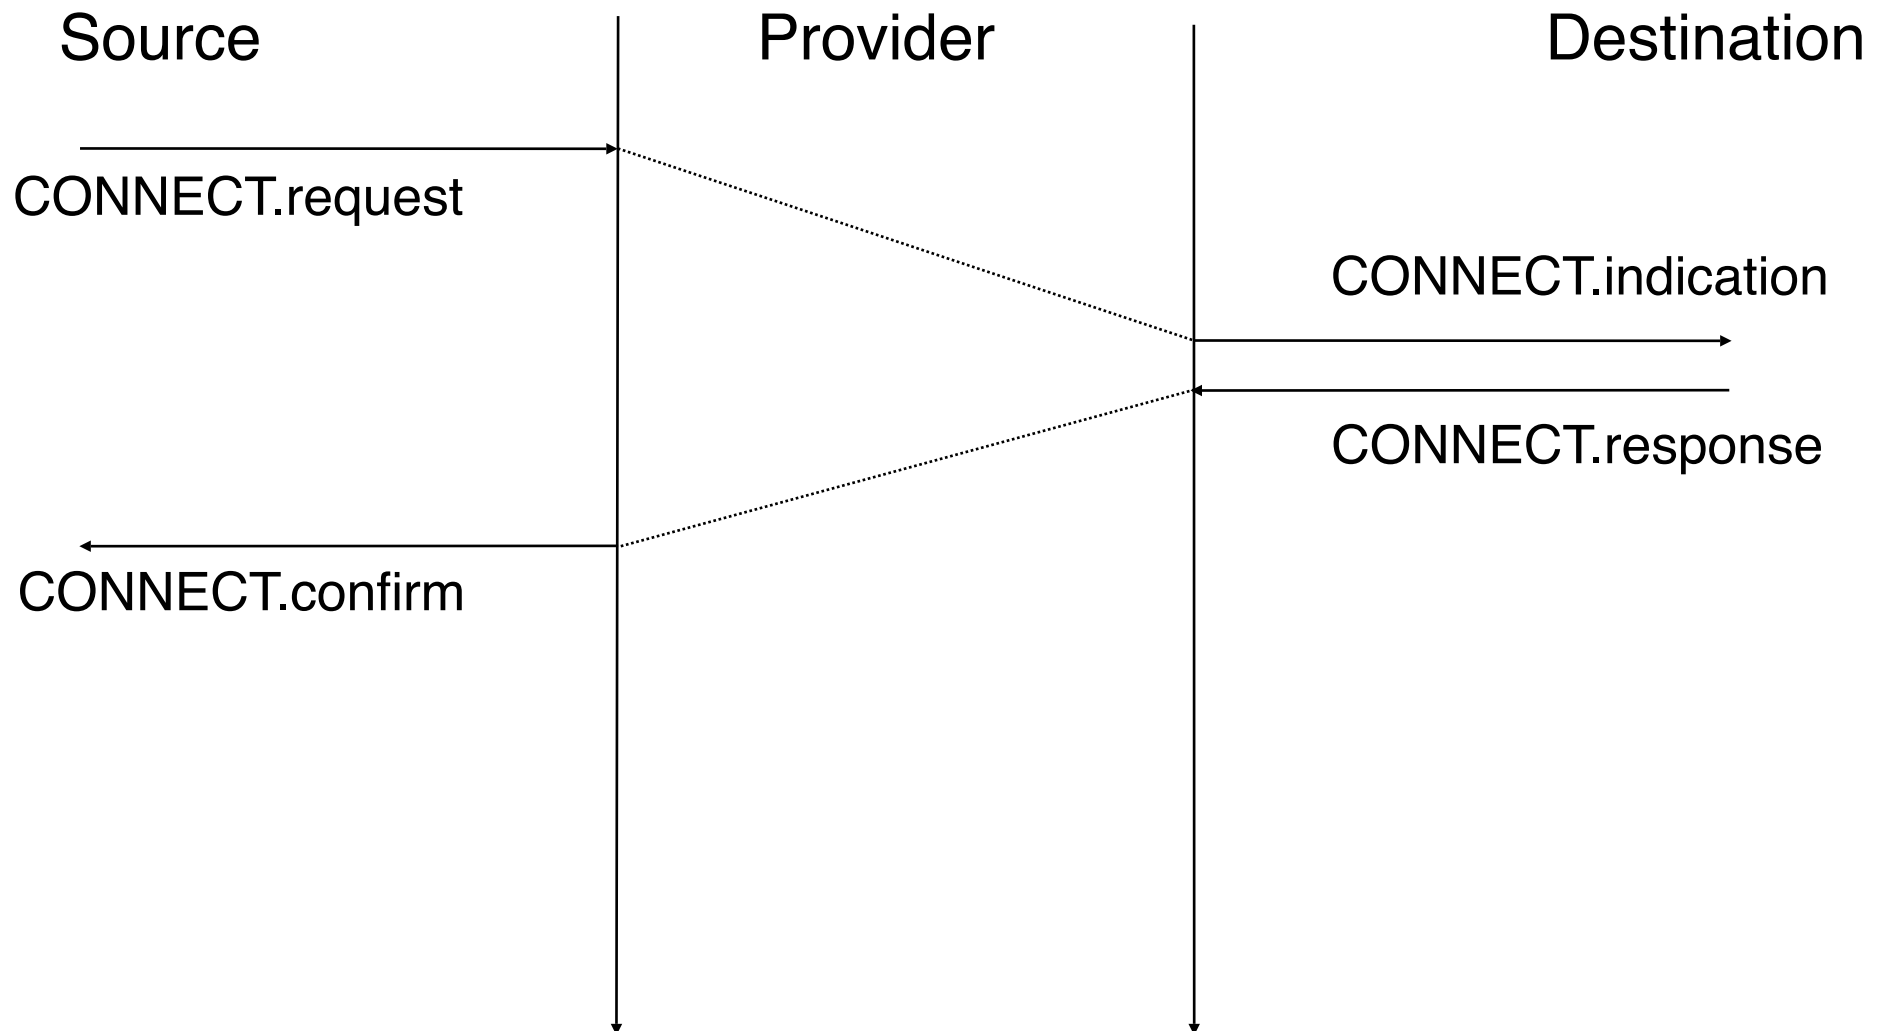 Source
Provider
Destination
CONNECT.request
CONNECT.indication
CONNECT.response
CONNECT.confirm